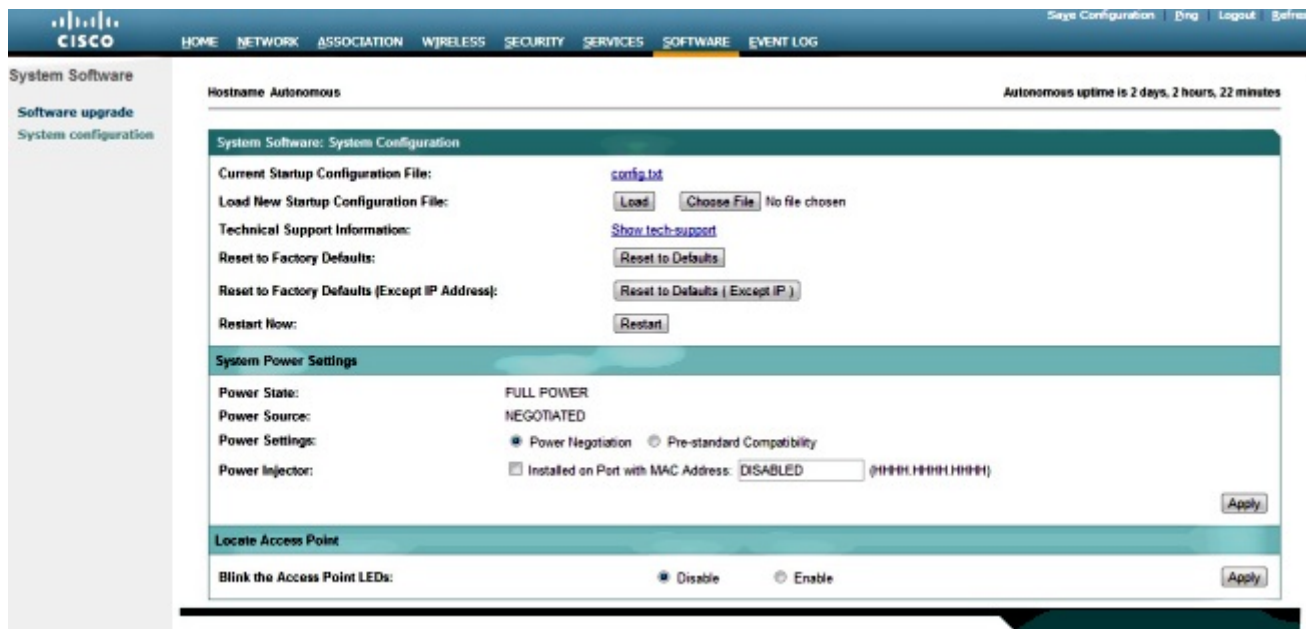 Save Configuration | Ping | Logout | Refres
CISCO
HOME NETWORK ASSOCIATION WIRELESS SECURITY SERVICES SOFTWARE EVENT LOG
System Software
Software upgrade
System configuration
Hostname Autonomous
Autonomous uptime is 2 days, 2 hours, 22 minutes
System Software: System Configuration
Current Startup Configuration File: config.txt
Load New Startup Configuration File: Load Choose File No file chosen
Technical Support Information: Show tech-support
Reset to Factory Defaults: Reset to Defaults
Reset to Factory Defaults (Except IP Address): Reset to Defaults ( Except IP )
Restart Now: Restart
System Power Settings
Power State: FULL POWER
Power Source: NEGOTIATED
Power Settings: Power Negotiation Pre-standard Compatibility
Power Injector: Installed on Port with MAC Address: DISABLED (HHHH.HHHH.HHHH)
Apply
Locate Access Point
Blink the Access Point LEDs: Disable Enable Apply